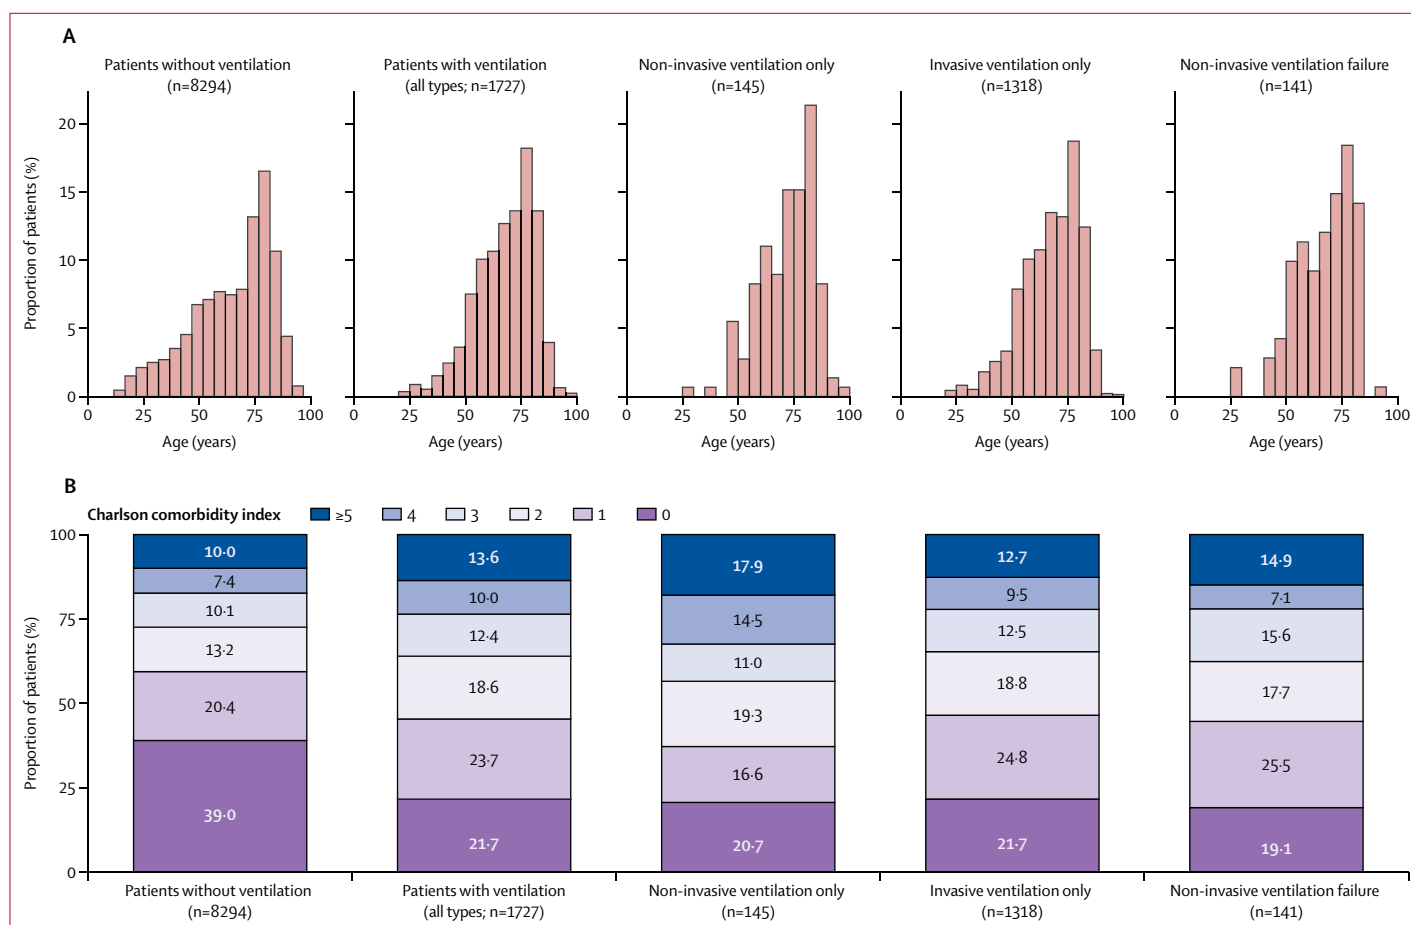 A
Patients without ventilation
(n=8294)
Patients with ventilation
(all types; n=1727)
Non-invasive ventilation only
(n=145)
Invasive ventilation only
(n=1318)
Non-invasive ventilation failure
(n=141)
Proportion of patients (%)
20
15
10
5
0
0 25 50 75 100
0 25 50 75 100
0 25 50 75 100
0 25 50 75 100
0 25 50 75 100
Age (years)
Age (years)
Age (years)
Age (years)
Age (years)
B
Charlson comorbidity index ≥5 4 3 2 1 0
Proportion of patients (%)
100
75
50
25
0
10·0
7·4
10·1
13·2
20·4
39·0
13·6
10·0
12·4
18·6
23·7
21·7
17·9
14·5
11·0
19·3
16·6
20·7
12·7
9·5
12·5
18·8
24·8
21·7
14·9
7·1
15·6
17·7
25·5
19·1
Patients without ventilation
(n=8294)
Patients with ventilation
(all types; n=1727)
Non-invasive ventilation only
(n=145)
Invasive ventilation only
(n=1318)
Non-invasive ventilation failure
(n=141)